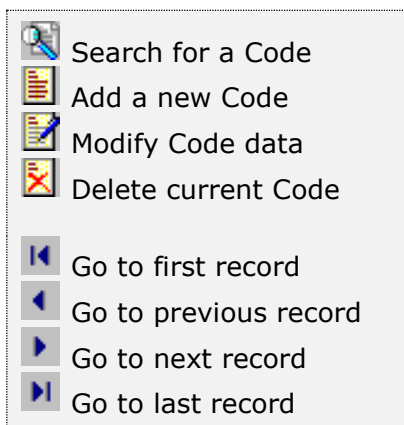 Search for a Code
Add a new Code
Modify Code data
Delete current Code
Go to first record
Go to previous record
Go to next record
Go to last record